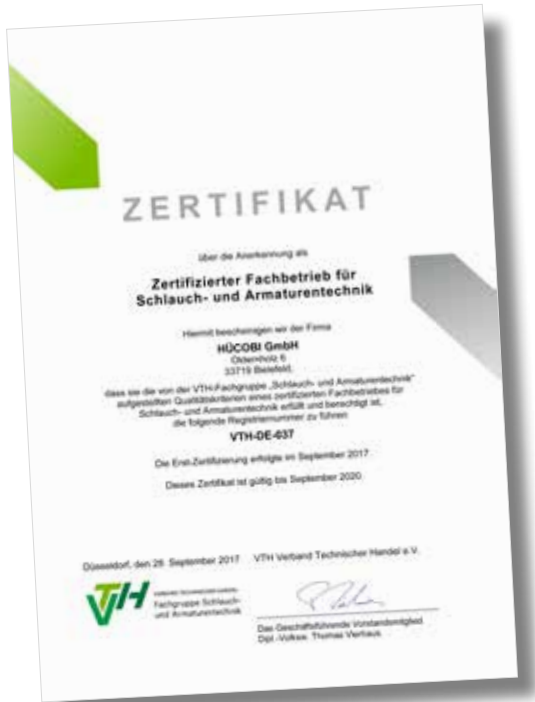 ZERTIFIKAT
über die Anerkennung als
Zertifizierter Fachbetrieb für
Schlauch- und Armaturentechnik
Hiermit bescheinigen wir der Firma
HÜCOBI GmbH
Oldernholz 6
33719 Bielefeld,
dass sie die von der VTH-Fachgruppe „Schlauch- und Armaturentechnik"
aufgestellten Qualitätskriterien eines zertifizierten Fachbetriebes für
Schlauch- und Armaturentechnik erfüllt und berechtigt ist,
die folgende Registriernummer zu führen
VTH-DE-037
Die Erst-Zertifizierung erfolgte im September 2017
Dieses Zertifikat ist gültig bis September 2020
Düsseldorf, den 28. September 2017 VTH Verband Technischer Handel e.V.
VTH
VERBAND TECHNISCHER HANDEL
Fachgruppe Schlauch-
und Armaturentechnik
Das Geschäftsführende Vorstandsmitglied
Dipl.-Volksw. Thomas Vierhaus